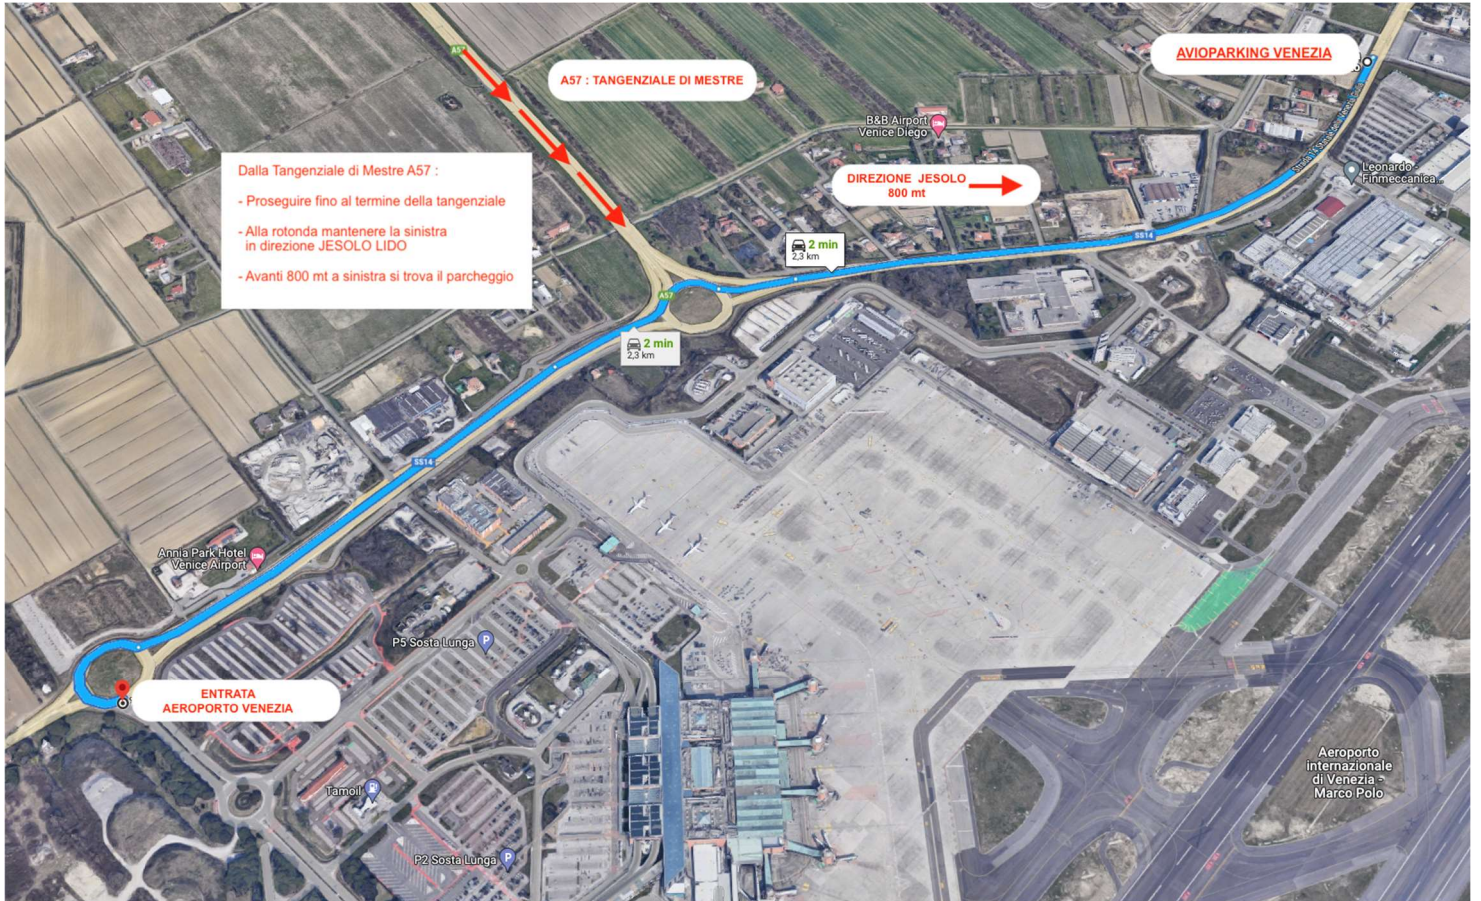 A57
A57 : TANGENZIALE DI MESTRE
AVIOPARKING VENEZIA
B&B Airport
Venice Diego
Leonardo -
Finmeccanica...
Dalla Tangenziale di Mestre A57 :
- Proseguire fino al termine della tangenziale
- Alla rotonda mantenere la sinistra
in direzione JESOLO LIDO
- Avanti 800 mt a sinistra si trova il parcheggio
DIREZIONE JESOLO
800 mt
SS14
2 min
2,3 km
A57
2 min
2,3 km
SS14
Annia Park Hotel
Venice Airport
P5 Sosta Lunga
P
ENTRATA
AEROPORTO VENEZIA
Tamoil
P2 Sosta Lunga
P
Aeroporto
internazionale
di Venezia -
Marco Polo